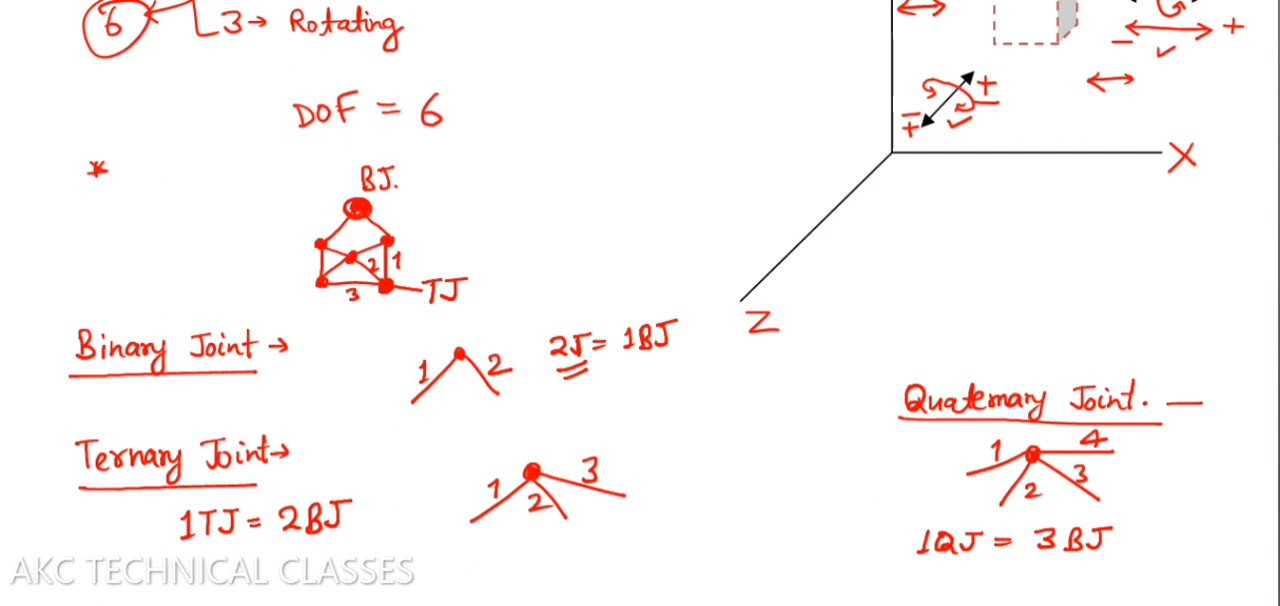 6 3→ Rotating
DOF = 6
*
BJ.
2 1
3 TJ
Binary Joint →
1 2
2J = 1BJ
Ternary Joint→
1 2 3
1TJ = 2BJ
- +
+
X
Z
Quaternary Joint. —
1 4
2 3
1QJ = 3BJ
AKC TECHNICAL CLASSES